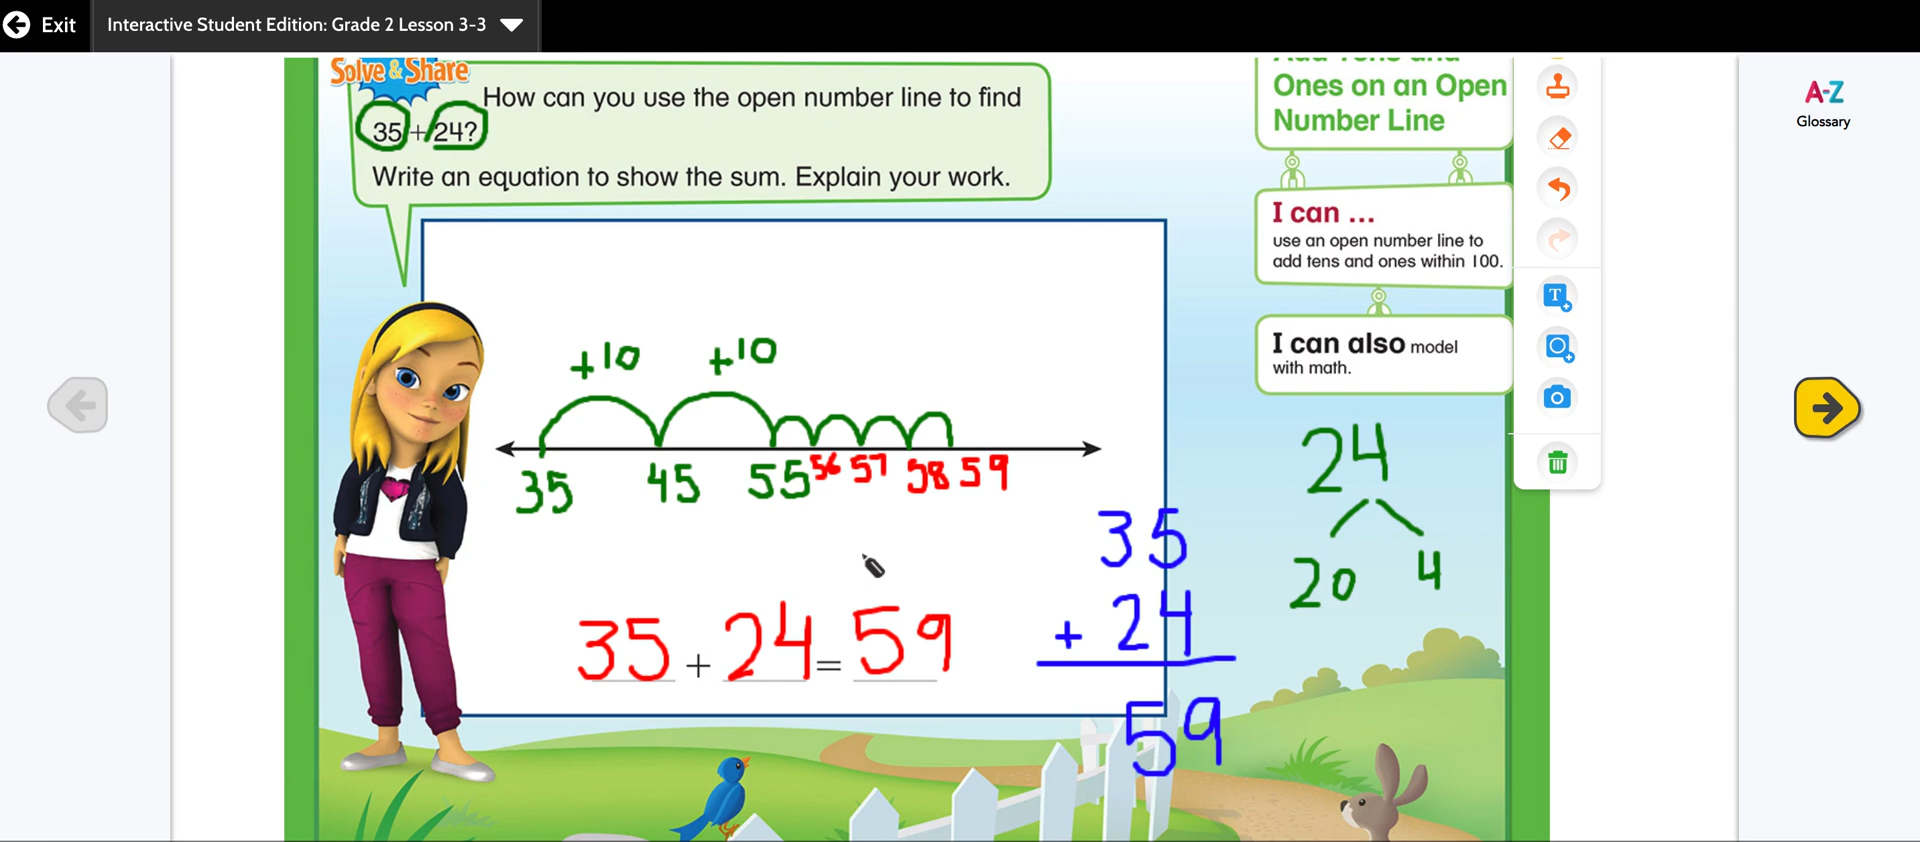 Exit
Interactive Student Edition: Grade 2 Lesson 3-3
Solve & Share
How can you use the open number line to find
35 + 24?
Write an equation to show the sum. Explain your work.
+10 +10
35 45 55 56 57 58 59
35 + 24 = 59
35
+ 24
59
Add Tens and
Ones on an Open
Number Line
I can ...
use an open number line to
add tens and ones within 100.
I can also model
with math.
24
20 4
T
A-Z
Glossary